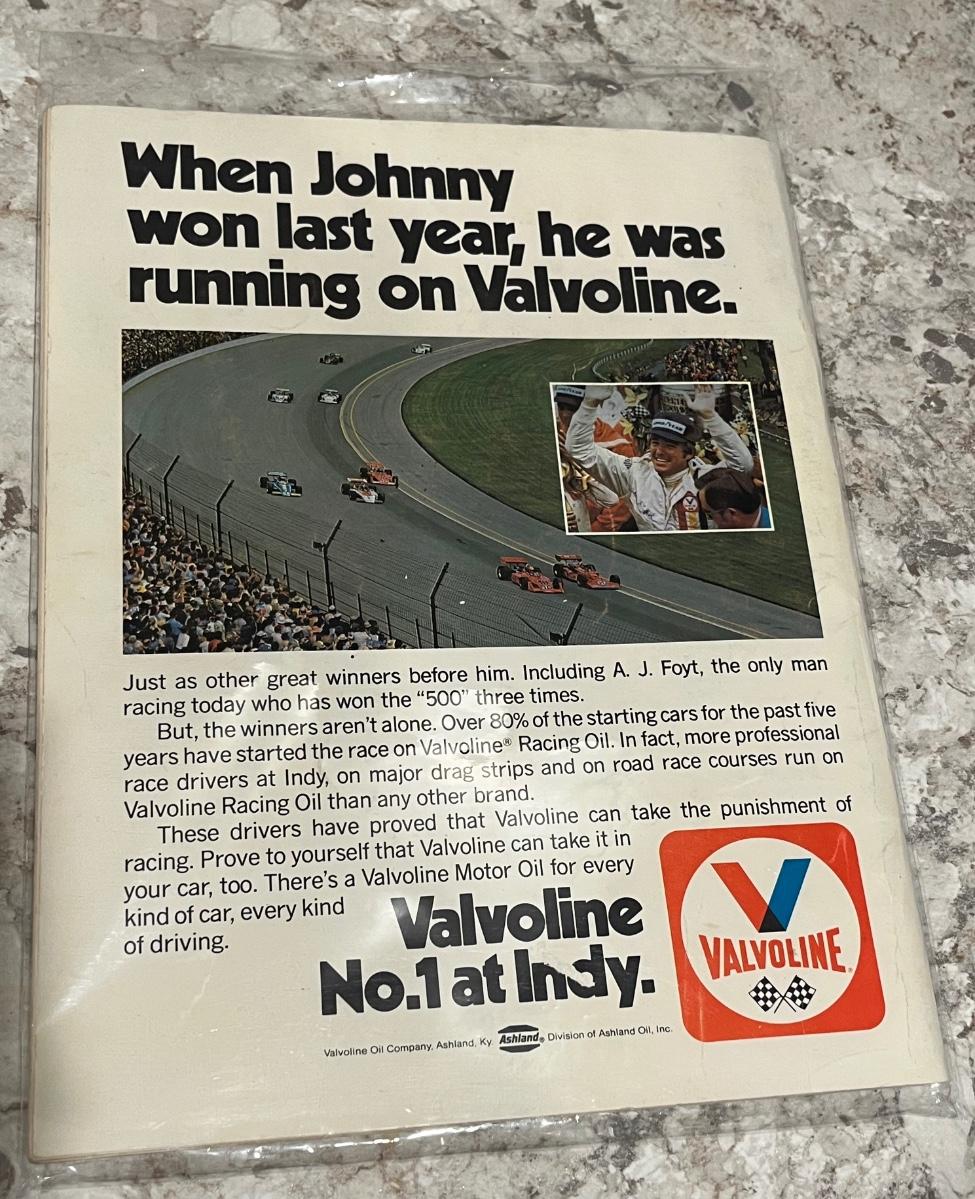 When Johnny
won last year, he was
running on Valvoline.
GOODYEAR
Just as other great winners before him. Including A. J. Foyt, the only man
racing today who has won the "500" three times.
But, the winners aren't alone. Over 80% of the starting cars for the past five
years have started the race on Valvoline® Racing Oil. In fact, more professional
race drivers at Indy, on major drag strips and on road race courses run on
Valvoline Racing Oil than any other brand.
These drivers have proved that Valvoline can take the punishment of
racing. Prove to yourself that Valvoline can take it in
your car, too. There's a Valvoline Motor Oil for every
kind of car, every kind
of driving.
Valvoline
No.1 at Indy.
V
VALVOLINE®
Valvoline Oil Company, Ashland, Ky. Ashland® Division of Ashland Oil, Inc.